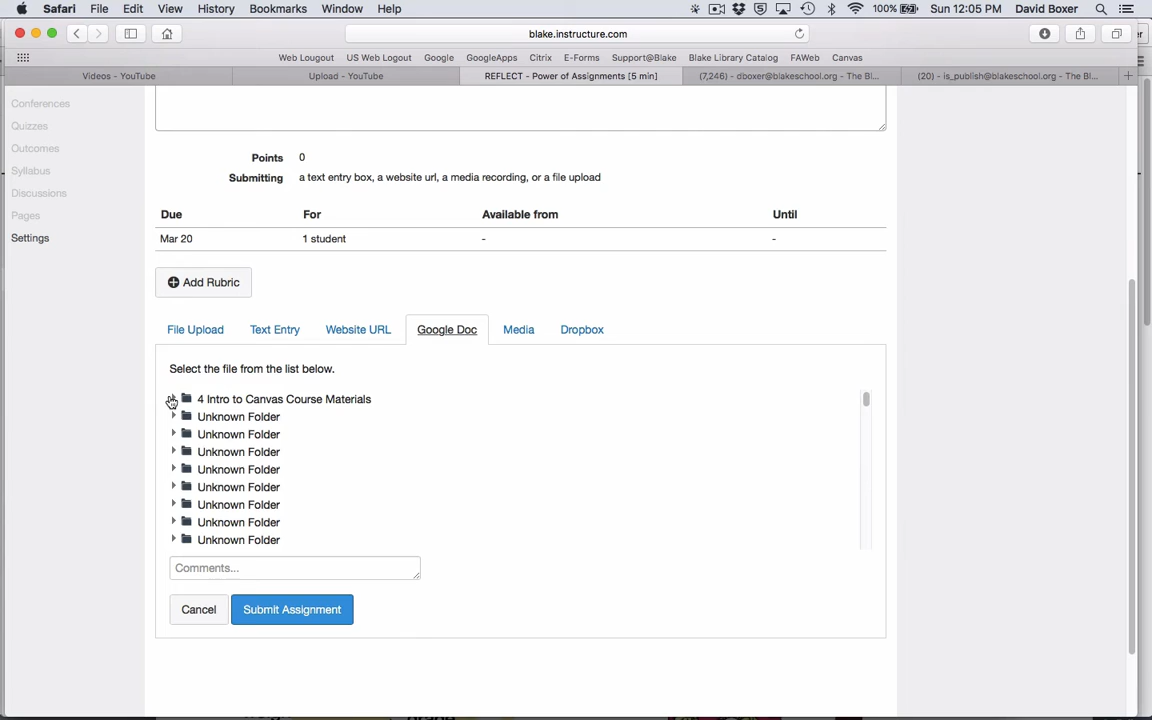 Safari File Edit View History Bookmarks Window Help 100% Sun 12:05 PM David Boxer
blake.instructure.com
Web Lougout US Web Logout Google GoogleApps Citrix E-Forms Support@Blake Blake Library Catalog FAWeb Canvas
Videos - YouTube Upload - YouTube REFLECT - Power of Assignments [5 min] (7,246) - dboxer@blakeschool.org - The Bl... (20) - is_publish@blakeschool.org - The Bl...
Conferences
Quizzes
Outcomes
Syllabus
Discussions
Pages
Settings
Points 0
Submitting a text entry box, a website url, a media recording, or a file upload
Due For Available from Until
Mar 20 1 student - -
Add Rubric
File Upload Text Entry Website URL Google Doc Media Dropbox
Select the file from the list below.
4 Intro to Canvas Course Materials
Unknown Folder
Unknown Folder
Unknown Folder
Unknown Folder
Unknown Folder
Unknown Folder
Unknown Folder
Unknown Folder
Comments...
Cancel Submit Assignment